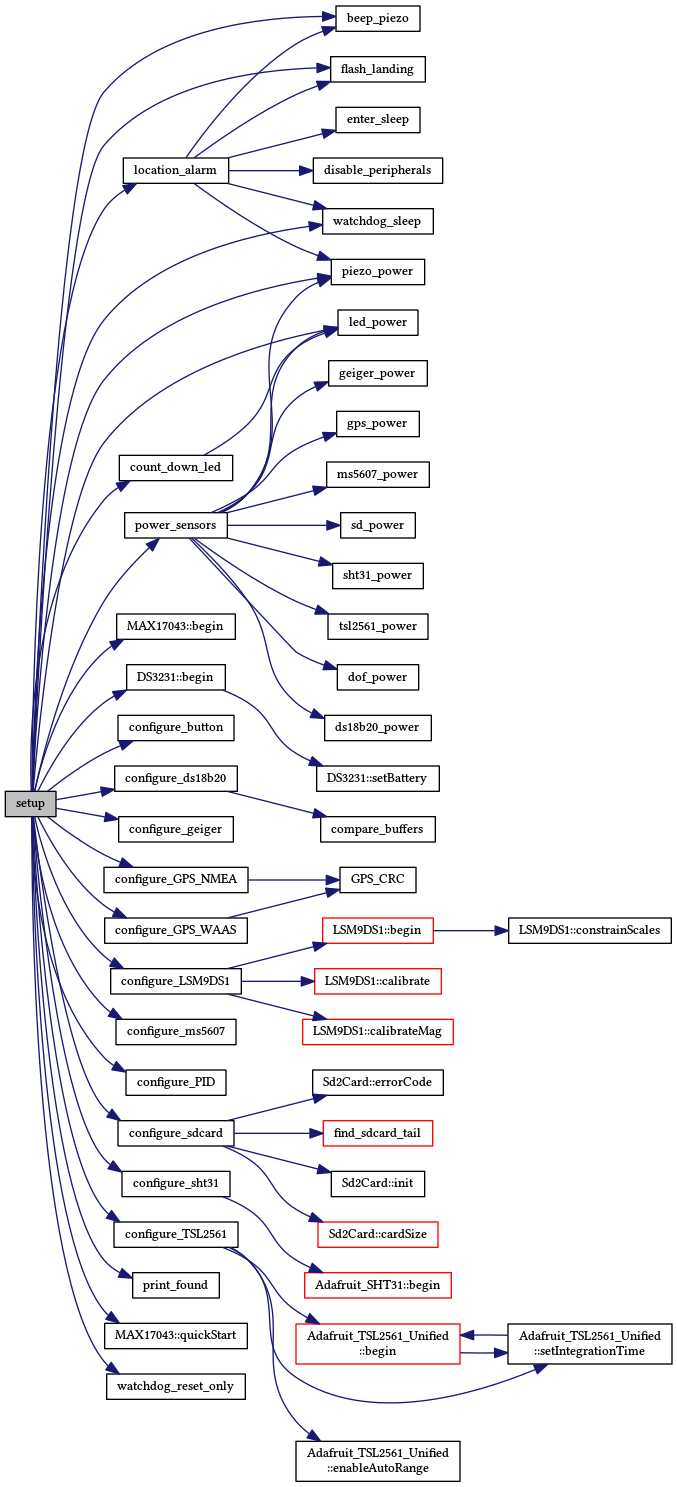 beep_piezo
flash_landing
enter_sleep
location_alarm
disable_peripherals
watchdog_sleep
piezo_power
led_power
geiger_power
gps_power
count_down_led
ms5607_power
power_sensors
sd_power
sht31_power
MAX17043::begin
tsl2561_power
DS3231::begin
dof_power
configure_button
ds18b20_power
configure_ds18b20
DS3231::setBattery
setup
configure_geiger
compare_buffers
configure_GPS_NMEA
GPS_CRC
configure_GPS_WAAS
LSM9DS1::begin
LSM9DS1::constrainScales
configure_LSM9DS1
LSM9DS1::calibrate
configure_ms5607
LSM9DS1::calibrateMag
configure_PID
Sd2Card::errorCode
configure_sdcard
find_sdcard_tail
configure_sht31
Sd2Card::init
configure_TSL2561
Sd2Card::cardSize
print_found
Adafruit_SHT31::begin
MAX17043::quickStart
Adafruit_TSL2561_Unified
::begin
Adafruit_TSL2561_Unified
::setIntegrationTime
watchdog_reset_only
Adafruit_TSL2561_Unified
::enableAutoRange